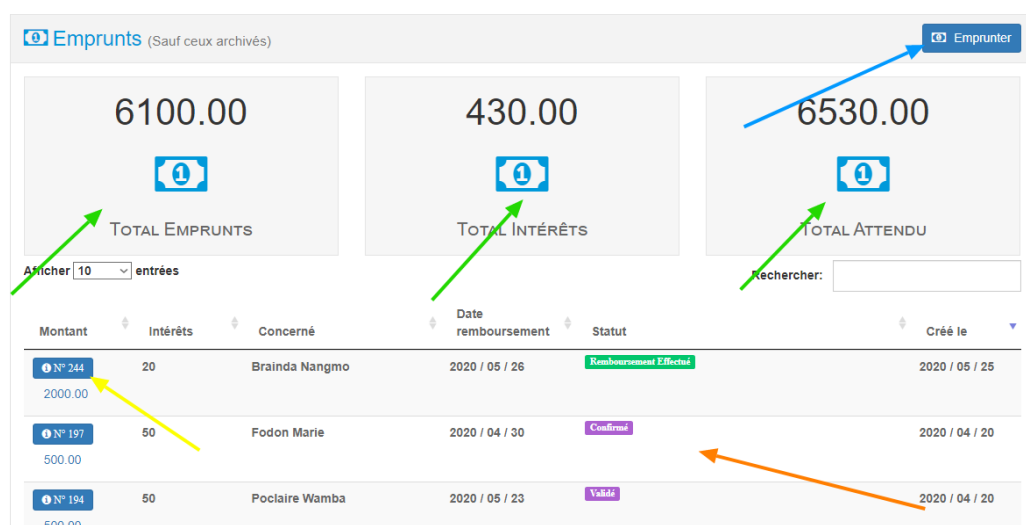 Emprunts (Sauf ceux archivés)
Emprunter
6100.00
430.00
6530.00
Total Emprunts
Total Intérêts
Total Attendu
Afficher 10 entrées
Rechercher:
Montant Intérêts Concerné Date remboursement Statut Créé le
N° 244 20 Brainda Nangmo 2020 / 05 / 26 Remboursement Effectué 2020 / 05 / 25
2000.00
N° 197 50 Fodon Marie 2020 / 04 / 30 Confirmé 2020 / 04 / 20
500.00
N° 194 50 Poclaire Wamba 2020 / 05 / 23 Validé 2020 / 04 / 20
500.00